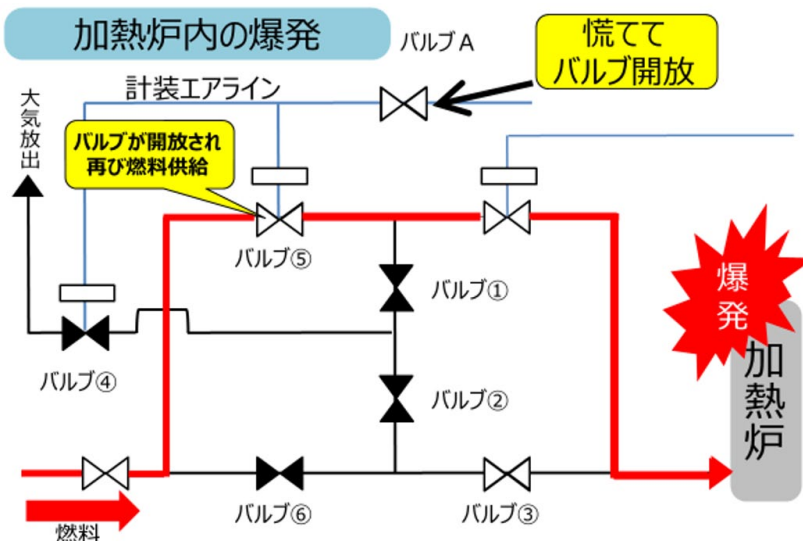 加熱炉内の爆発
バルブA
慌てて
バルブ開放
大気放出
計装エアライン
バルブが開放され
再び燃料供給
バルブ⑤
バルブ①
爆発
バルブ④
バルブ②
加熱炉
バルブ⑥
バルブ③
燃料